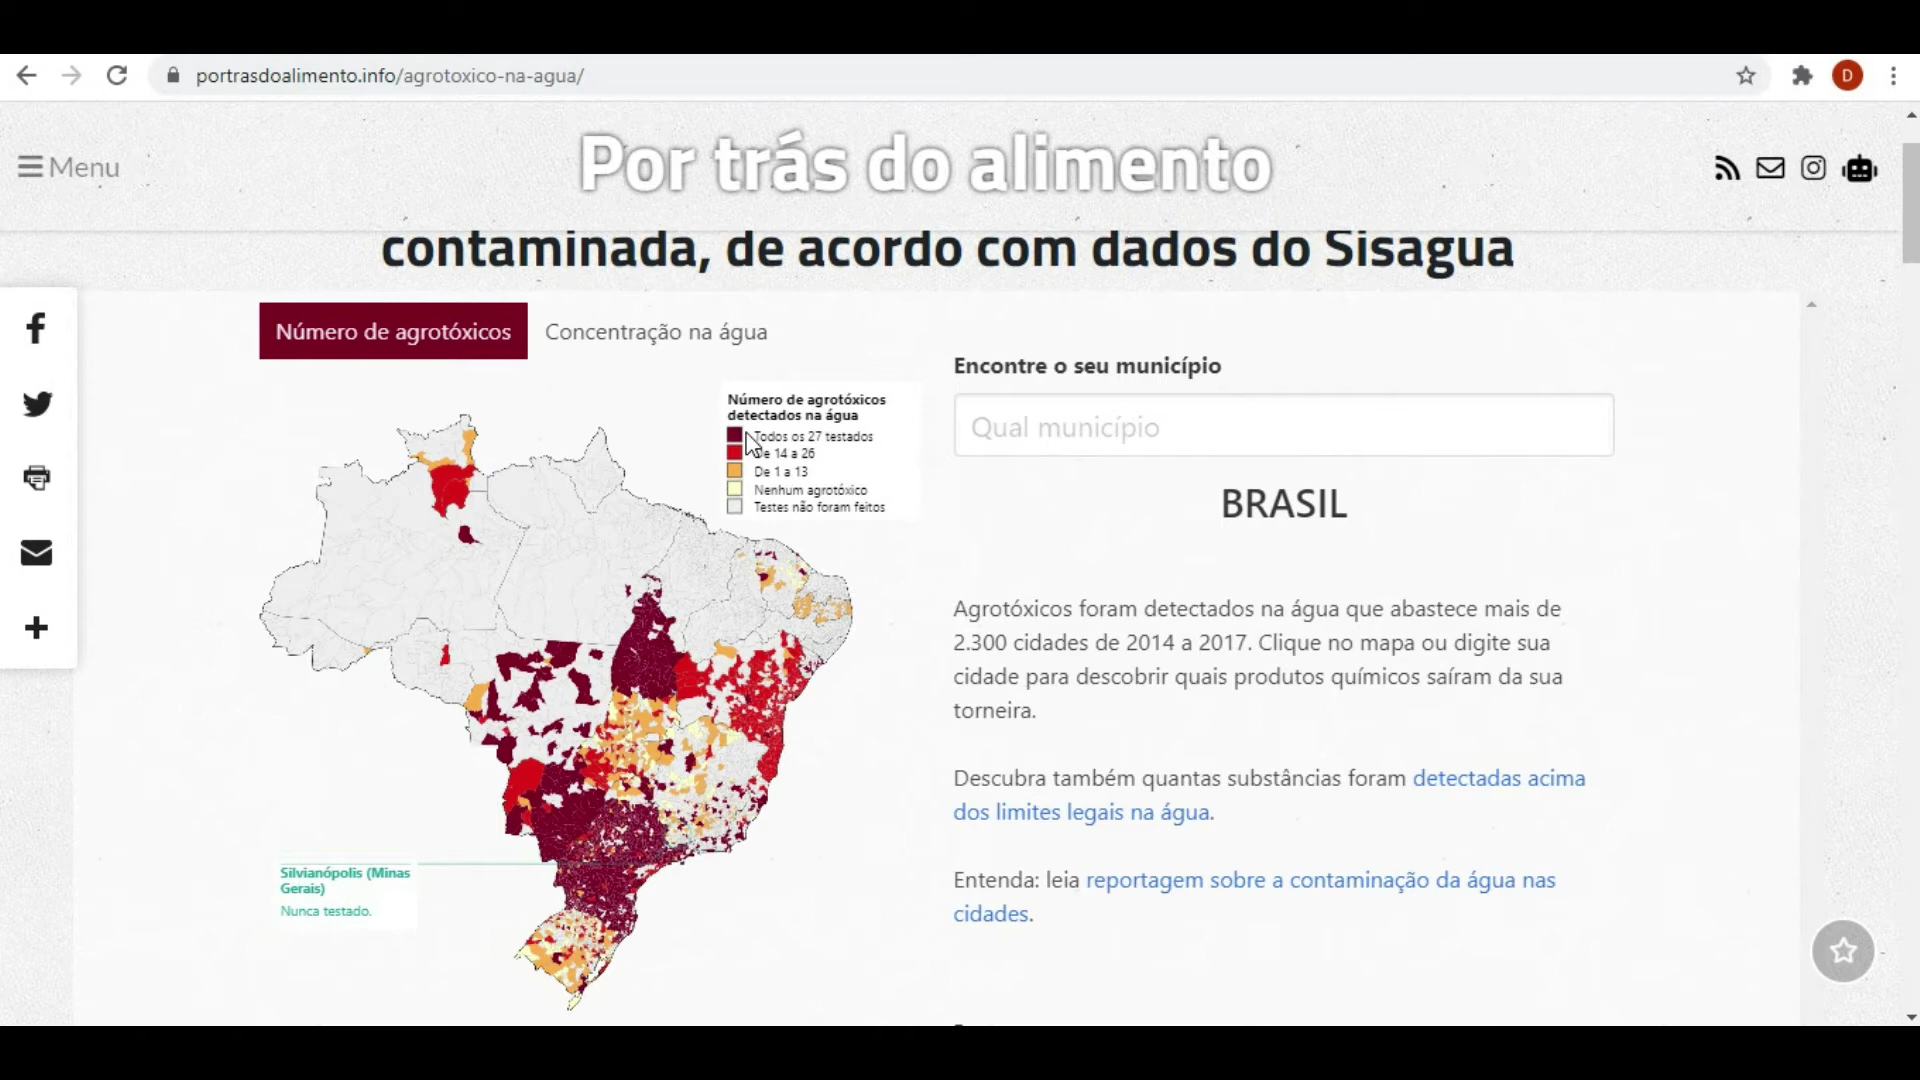 portrasdoalimento.info/agrotoxico-na-agua/
D
Menu
Por trás do alimento
contaminada, de acordo com dados do Sisagua
Número de agrotóxicos
Concentração na água
Número de agrotóxicos
detectados na água
Todos os 27 testados
De 14 a 26
De 1 a 13
Nenhum agrotóxico
Testes não foram feitos
Silvianópolis (Minas
Gerais)
Nunca testado.
Encontre o seu município
Qual município
BRASIL
Agrotóxicos foram detectados na água que abastece mais de
2.300 cidades de 2014 a 2017. Clique no mapa ou digite sua
cidade para descobrir quais produtos químicos saíram da sua
torneira.
Descubra também quantas substâncias foram detectadas acima
dos limites legais na água.
Entenda: leia reportagem sobre a contaminação da água nas
cidades.